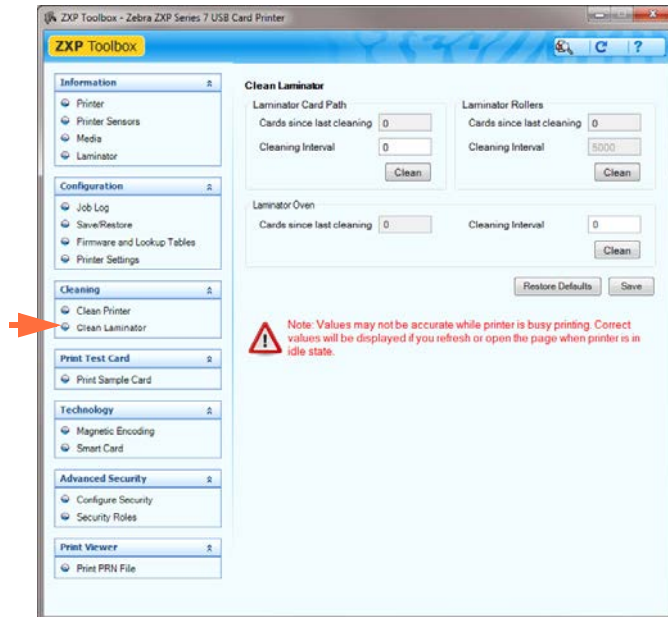 ZXP Toolbox - Zebra ZXP Series 7 USB Card Printer
ZXP Toolbox
?
Information
Printer
Printer Sensors
Media
Laminator
Configuration
Job Log
Save/Restore
Firmware and Lookup Tables
Printer Settings
Cleaning
Clean Printer
Clean Laminator
Print Test Card
Print Sample Card
Technology
Magnetic Encoding
Smart Card
Advanced Security
Configure Security
Security Roles
Print Viewer
Print PRN File
Clean Laminator
Laminator Card Path
Cards since last cleaning 0
Cleaning Interval 0
Clean
Laminator Rollers
Cards since last cleaning 0
Cleaning Interval 5000
Clean
Laminator Oven
Cards since last cleaning 0
Cleaning Interval 0
Clean
Restore Defaults Save
Note: Values may not be accurate while printer is busy printing. Correct
values will be displayed if you refresh or open the page when printer is in
idle state.